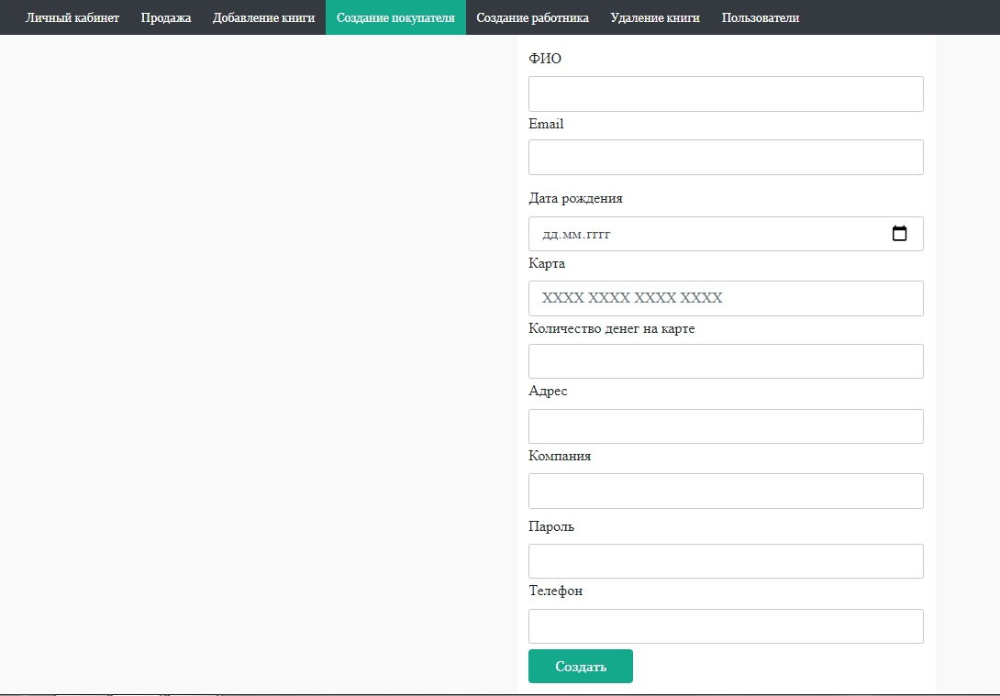 Личный кабинет Продажа Добавление книги Создание покупателя Создание работника Удаление книги Пользователи
ФИО
Email
Дата рождения
дд.мм.гггг
Карта
XXXX XXXX XXXX XXXX
Количество денег на карте
Адрес
Компания
Пароль
Телефон
Создать